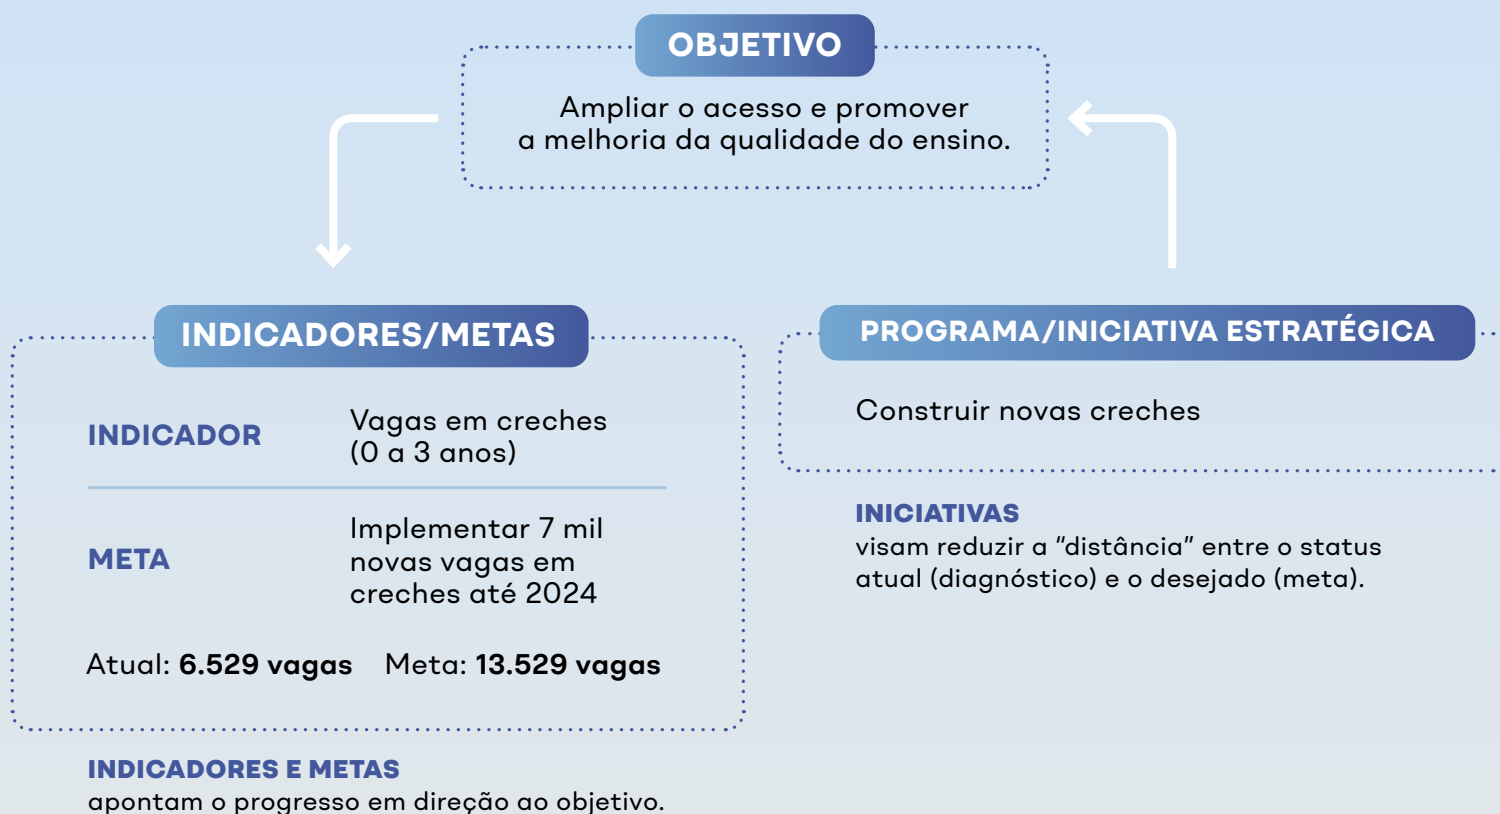 OBJETIVO
Ampliar o acesso e promover
a melhoria da qualidade do ensino.
INDICADORES/METAS
INDICADOR
Vagas em creches
(0 a 3 anos)
META
Implementar 7 mil
novas vagas em
creches até 2024
Atual: 6.529 vagas Meta: 13.529 vagas
INDICADORES E METAS
apontam o progresso em direção ao objetivo.
PROGRAMA/INICIATIVA ESTRATÉGICA
Construir novas creches
INICIATIVAS
visam reduzir a “distância” entre o status
atual (diagnóstico) e o desejado (meta).